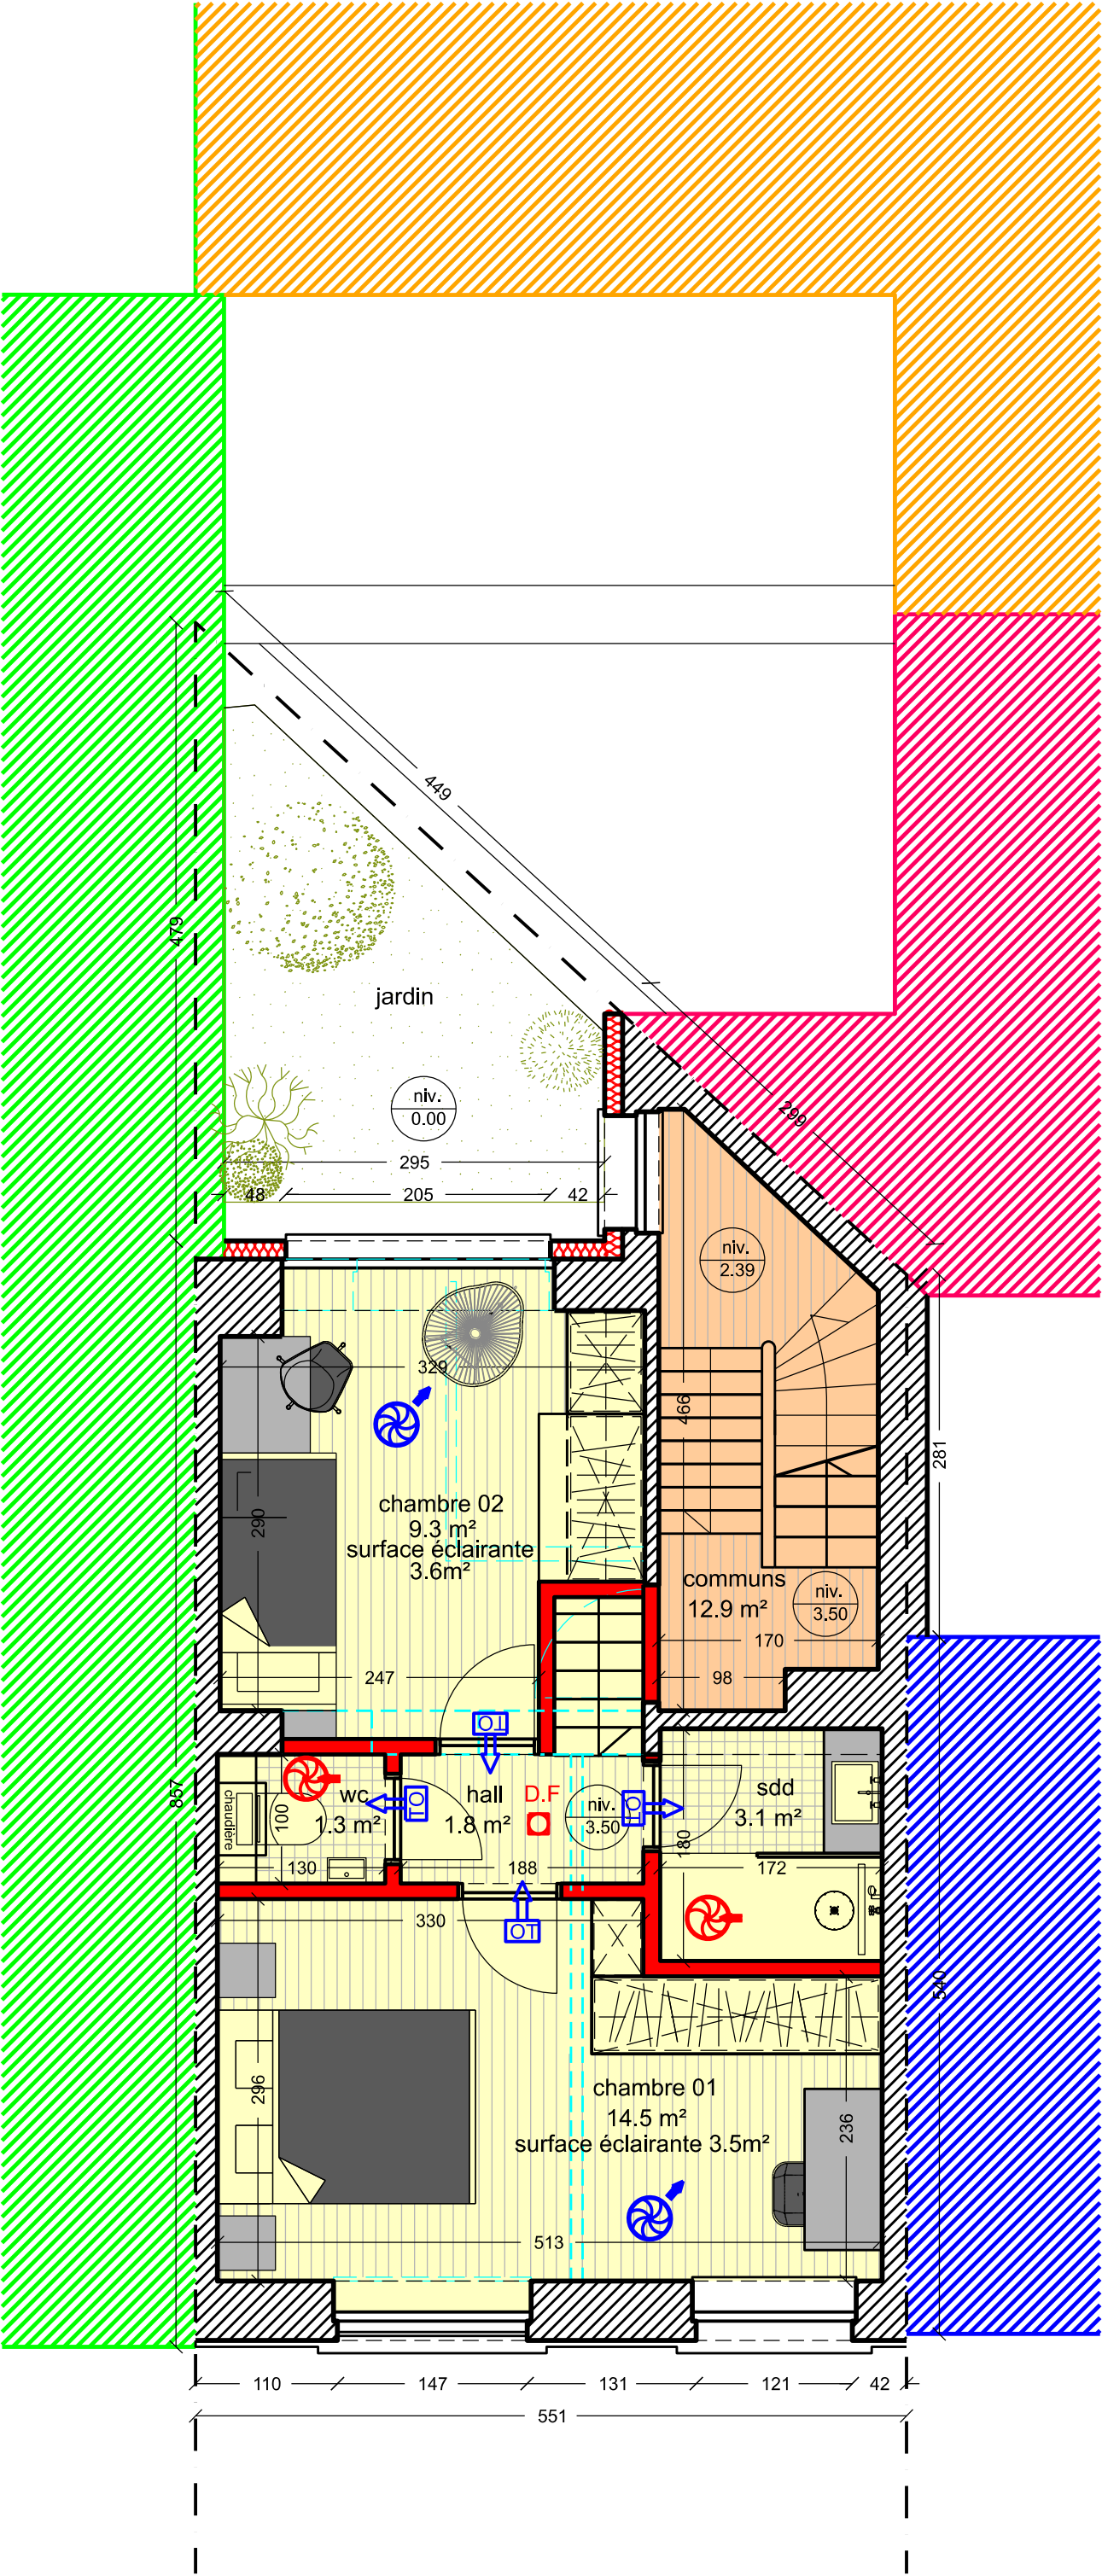 449
479
jardin
niv.
0.00
299
295
48
205
42
niv.
2.39
329
466
281
chambre 02
9.3 m²
surface éclairante
3.6m²
290
communs
12.9 m²
niv.
3.50
170
247
98
TO
chaudière
100
wc
1.3 m²
130
TO
hall
1.8 m²
D.F
niv.
3.50
188
TO
sdd
3.1 m²
180
172
857
330
TO
540
296
chambre 01
14.5 m²
surface éclairante 3.5m²
236
513
110
147
131
121
42
551